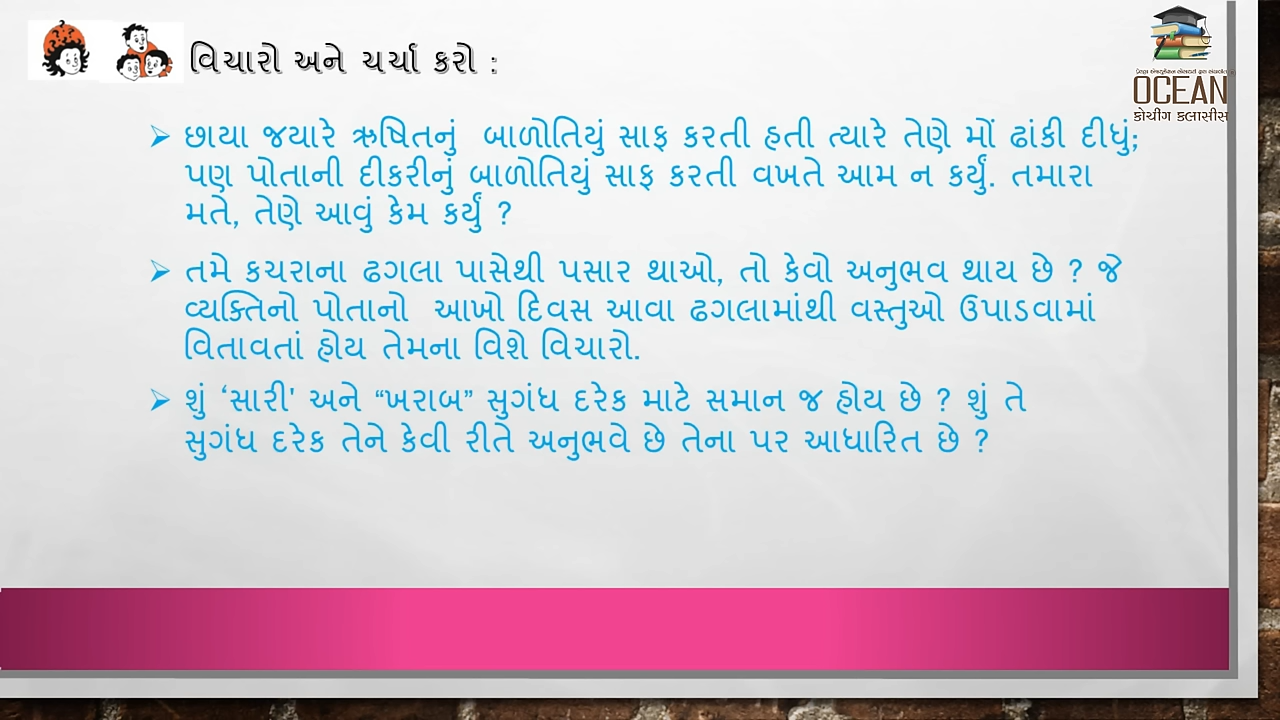 વિચારો અને ચર્ચા કરો :
OCEAN
કોચીંગ કલાસીસ
➢ છાયા જયારે ઋષિતનું બાળોતિયું સાફ કરતી હતી ત્યારે તેણે મોં ઢાંકી દીધું;
પણ પોતાની દીકરીનું બાળોતિયું સાફ કરતી વખતે આમ ન કર્યું. તમારા
મતે, તેણે આવું કેમ કર્યું ?
➢ તમે કચરાના ઢગલા પાસેથી પસાર થાઓ, તો કેવો અનુભવ થાય છે ? જે
વ્યક્તિનો પોતાનો આખો દિવસ આવા ઢગલામાંથી વસ્તુઓ ઉપાડવામાં
વિતાવતાં હોય તેમના વિશે વિચારો.
➢ શું ‘સારી' અને “ખરાબ” સુગંધ દરેક માટે સમાન જ હોય છે ? શું તે
સુગંધ દરેક તેને કેવી રીતે અનુભવે છે તેના પર આધારિત છે ?